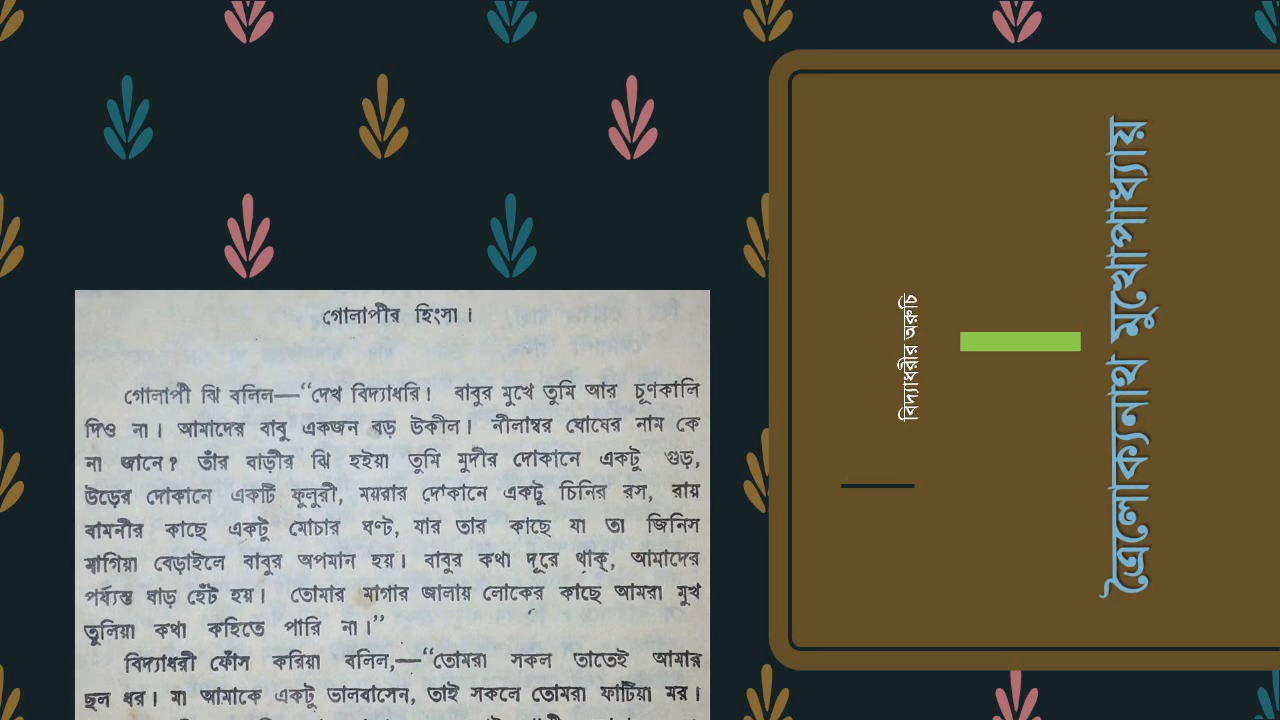 গোলাপীর হিংসা।
গোলাপী ঝি বলিল—“দেখ বিদ্যাধরি! বাবুর মুখে তুমি আর চূণকালি
দিও না। আমাদের বাবু একজন বড় উকীল। নীলাম্বর ঘোষের নাম কে
না জানে? তাঁর বাড়ীর ঝি হইয়া তুমি মুদীর দোকানে একটু গুড়,
উড়ের দোকানে একটি ফুলুরী, ময়রার দোকানে একটু চিনির রস, রায়
বামনীর কাছে একটু মোচার ঘণ্ট, যার তার কাছে যা তা জিনিস
মাগিয়া বেড়াইলে বাবুর অপমান হয়। বাবুর কথা দূরে থাক্, আমাদের
পর্য্যন্ত ঘাড় হেঁট হয়। তোমার মাগার জ্বালায় লোকের কাছে আমরা মুখ
তুলিয়া কথা কহিতে পারি না।”
বিদ্যাধরী ফোঁস করিয়া বলিল,—“তোমরা সকল তাতেই আমার
ছল ধর। মা আমাকে একটু ভালবাসেন, তাই সকলে তোমরা ফাটিয়া মর।
বিদ্যাধরীর অরুচি
ত্রৈলোক্যনাথ মুখোপাধ্যায়